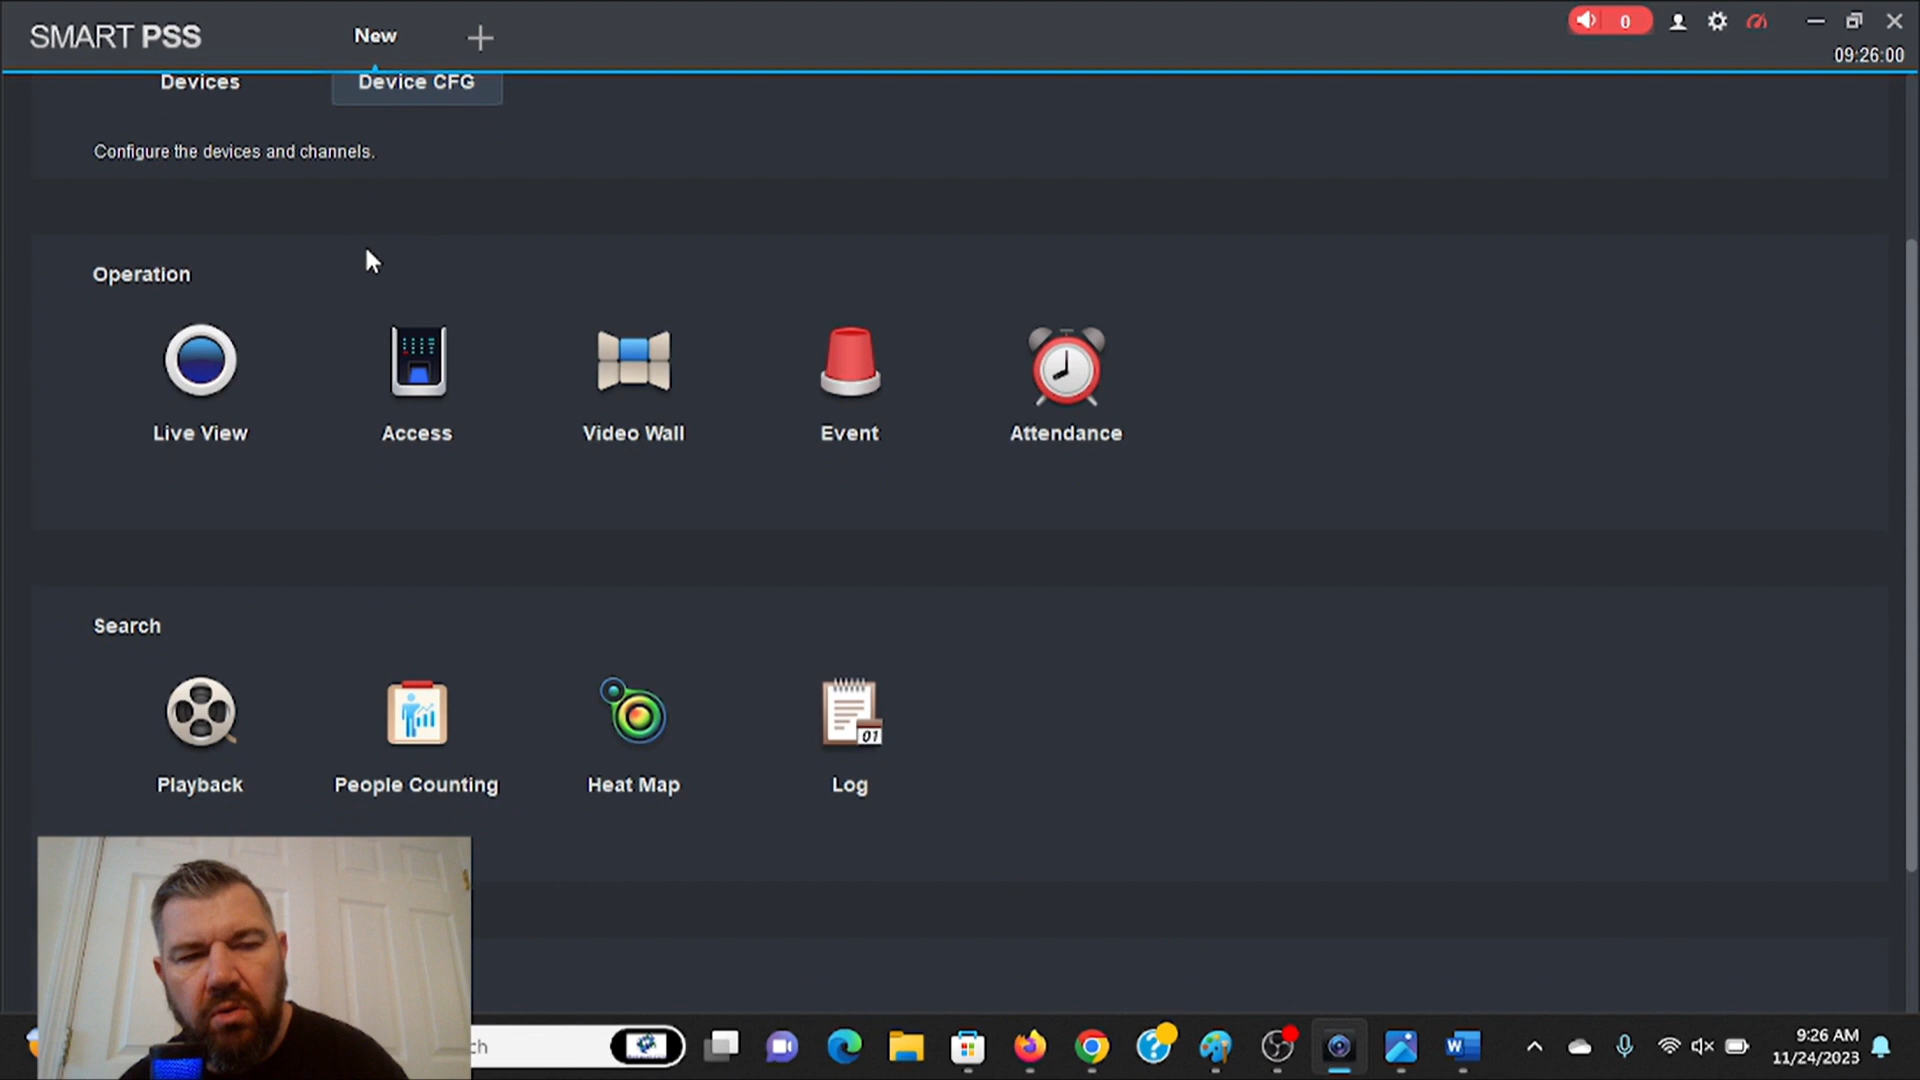 SMART PSS
New
0
09:26:00
Devices
Device CFG
Configure the devices and channels.
Operation
Live View
Access
Video Wall
Event
Attendance
Search
Playback
People Counting
Heat Map
Log
01
ch
9:26 AM
11/24/2023